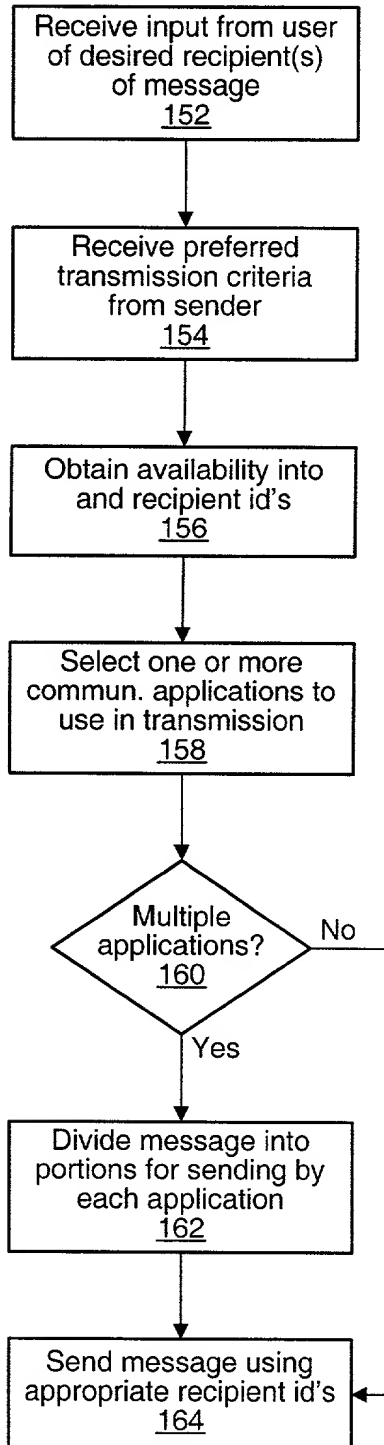 Receive input from user
of desired recipient(s)
of message
152
Receive preferred
transmission criteria
from sender
154
Obtain availability into
and recipient id's
156
Select one or more
commun. applications to
use in transmission
158
Multiple
applications?
160
No
Yes
Divide message into
portions for sending by
each application
162
Send message using
appropriate recipient id's
164